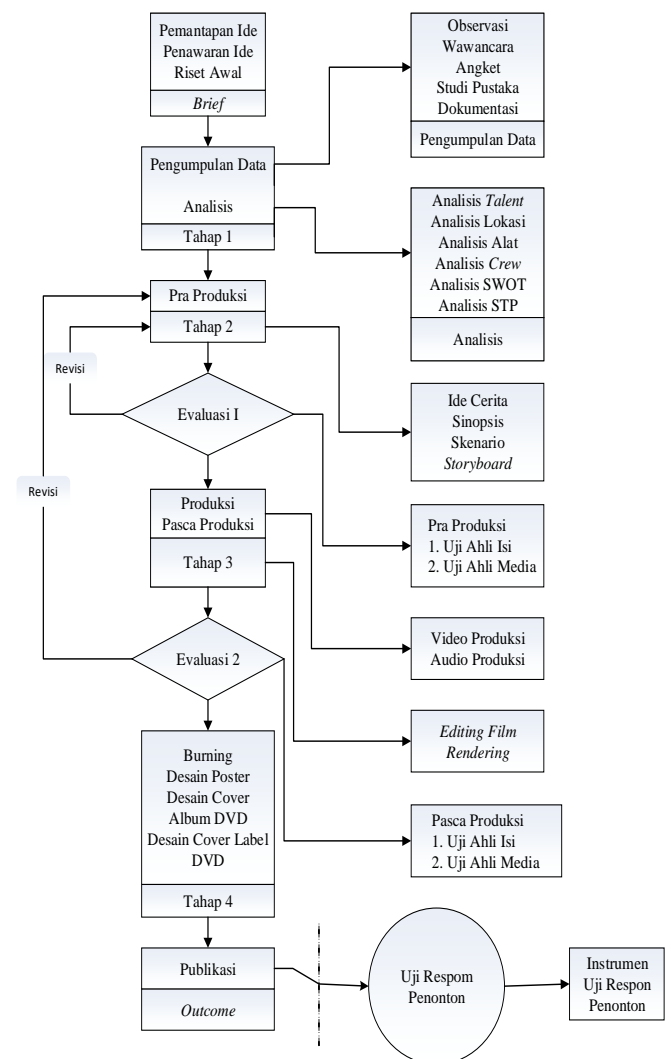 Pemantapan Ide
Penawaran Ide
Riset Awal
Brief
Observasi
Wawancara
Angket
Studi Pustaka
Dokumentasi
Pengumpulan Data
Pengumpulan Data
Analisis
Tahap 1
Analisis Talent
Analisis Lokasi
Analisis Alat
Analisis Crew
Analisis SWOT
Analisis STP
Analisis
Pra Produksi
Tahap 2
Revisi
Evaluasi I
Ide Cerita
Sinopsis
Skenario
Storyboard
Revisi
Produksi
Pasca Produksi
Tahap 3
Pra Produksi
1. Uji Ahli Isi
2. Uji Ahli Media
Evaluasi 2
Video Produksi
Audio Produksi
Editing Film
Rendering
Burning
Desain Poster
Desain Cover
Album DVD
Desain Cover Label
DVD
Tahap 4
Pasca Produksi
1. Uji Ahli Isi
2. Uji Ahli Media
Publikasi
Outcome
Uji Respom
Penonton
Instrumen
Uji Respon
Penonton